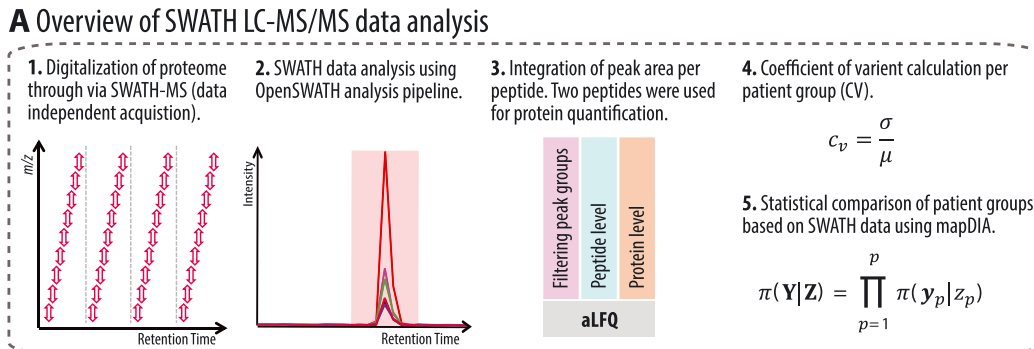 A Overview of SWATH LC-MS/MS data analysis
1. Digitalization of proteome
through via SWATH-MS (data
independent acquistion).
m/z
Retention Time
2. SWATH data analysis using
OpenSWATH analysis pipeline.
Intensity
Retention Time
3. Integration of peak area per
peptide. Two peptides were used
for protein quantification.
Filtering peak groups
Peptide level
Protein level
aLFQ
4. Coefficient of varient calculation per
patient group (CV).
c_v = σ/μ
5. Statistical comparison of patient groups
based on SWATH data using mapDIA.
p
π(Y|Z) = ∏ π(y_p|z_p)
p=1